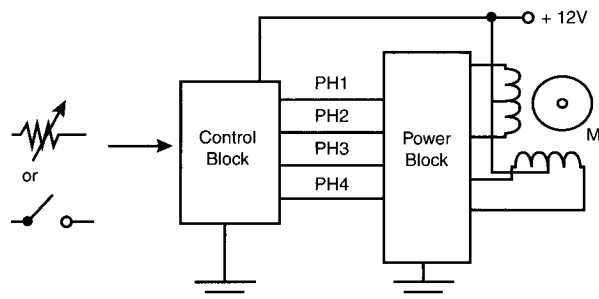 + 12V
PH1
PH2
PH3
PH4
Control
Block
Power
Block
M
or